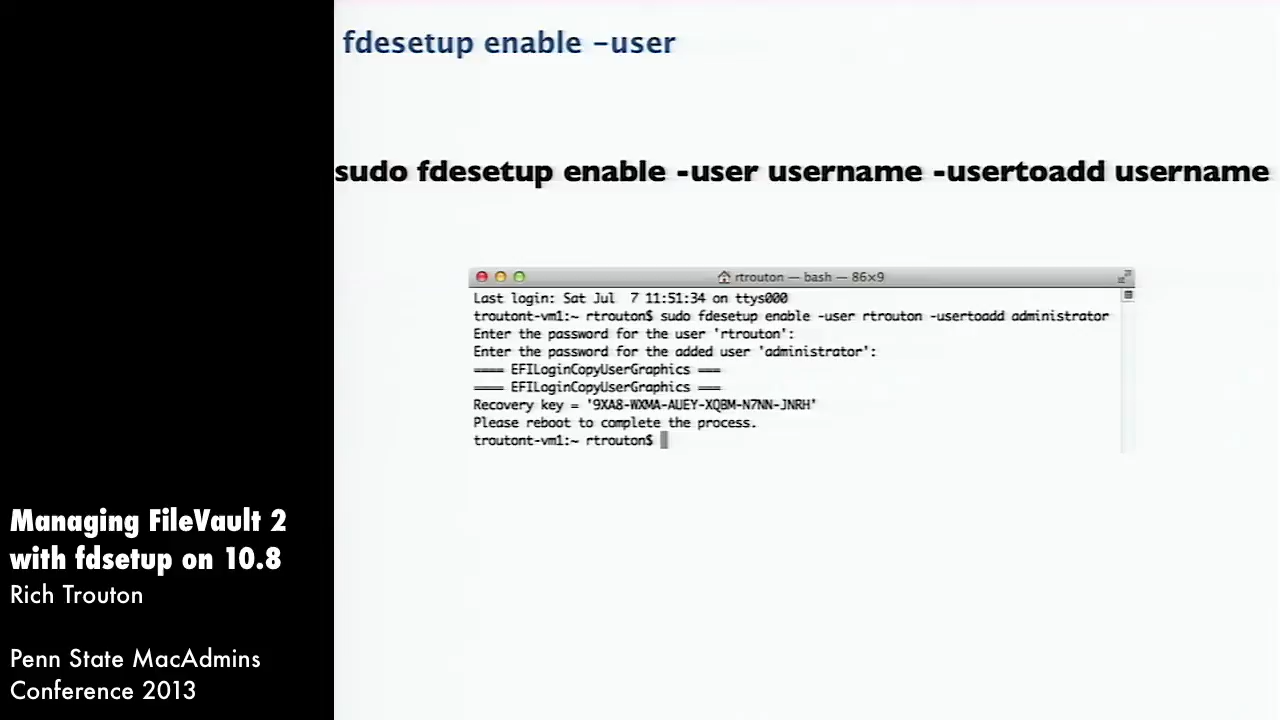 fdesetup enable -user
sudo fdesetup enable -user username -usertoadd username
rtrouton — bash — 86×9
Last login: Sat Jul  7 11:51:34 on ttys000
troutont-vm1:~ rtrouton$ sudo fdesetup enable -user rtrouton -usertoadd administrator
Enter the password for the user 'rtrouton':
Enter the password for the added user 'administrator':
==== EFILoginCopyUserGraphics ===
==== EFILoginCopyUserGraphics ===
Recovery key = '9XA8-WXMA-AUEY-XQBM-N7NN-JNRH'
Please reboot to complete the process.
troutont-vm1:~ rtrouton$
Managing FileVault 2
with fdsetup on 10.8
Rich Trouton
Penn State MacAdmins
Conference 2013